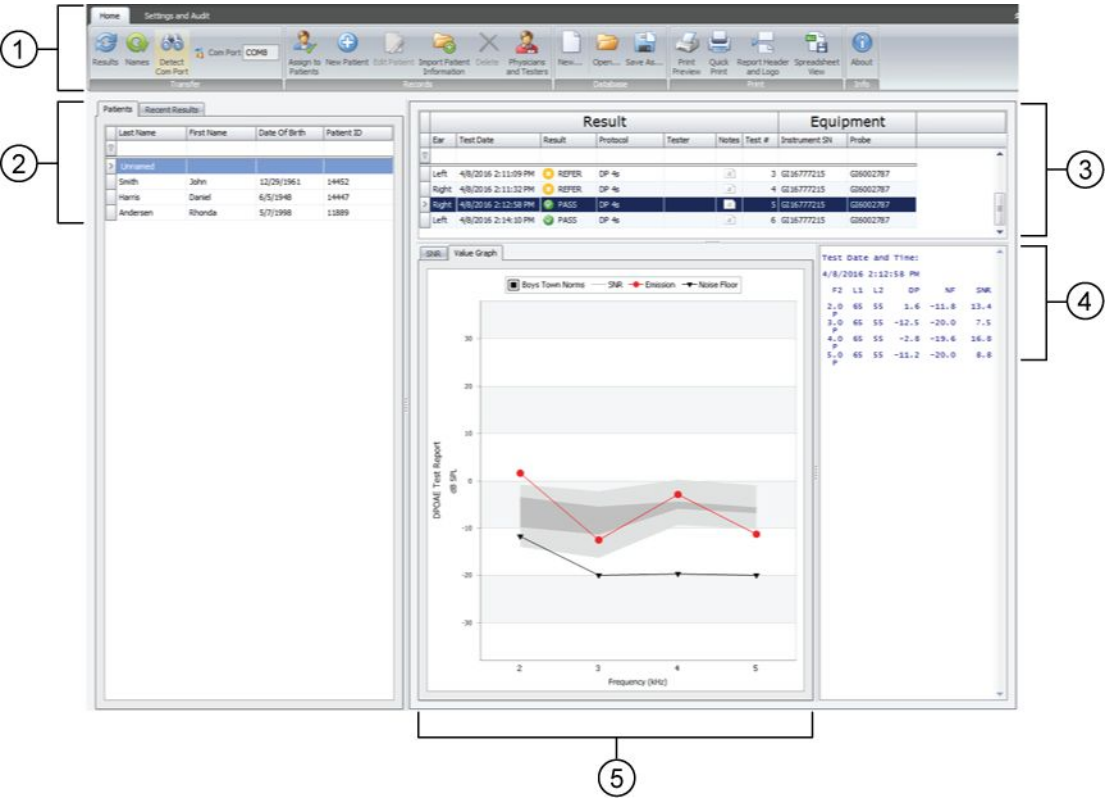 Home Settings and Audit
1
Results Names Detect Com Port Com Port COM8 Assign to Patients New Patient Edit Patient Import Patient Information Delete Physicians and Testers New... Open... Save As... Print Preview Quick Print Report Header and Logo Spreadsheet View About
Transfer Records Database Print Info
2
Patients Recent Results
Last Name First Name Date Of Birth Patient ID
Unnamed
Smith John 12/29/1961 14452
Harris Daniel 6/5/1948 14447
Andersen Rhonda 5/7/1998 11889
Result Equipment
Ear Test Date Result Protocol Tester Notes Test # Instrument SN Probe
Left 4/8/2016 2:11:09 PM REFER DP 4s 3 GI16777215 GI6002787
Right 4/8/2016 2:11:32 PM REFER DP 4s 4 GI16777215 GI6002787
Right 4/8/2016 2:12:58 PM PASS DP 4s 5 GI16777215 GI6002787
Left 4/8/2016 2:14:10 PM PASS DP 4s 6 GI16777215 GI6002787
3
SNR Value Graph
Boys Town Norms SNR Emission Noise Floor
30
20
10
0
-10
-20
-30
DPOAE Test Report
dB SPL
2 3 4 5
Frequency (kHz)
Test Date and Time:
4/8/2016 2:12:58 PM
F2 L1 L2 DP NF SNR
2.0 65 55 1.6 -11.8 13.4
P
3.0 65 55 -12.5 -20.0 7.5
P
4.0 65 55 -2.8 -19.6 16.8
P
5.0 65 55 -11.2 -20.0 8.8
P
4
5